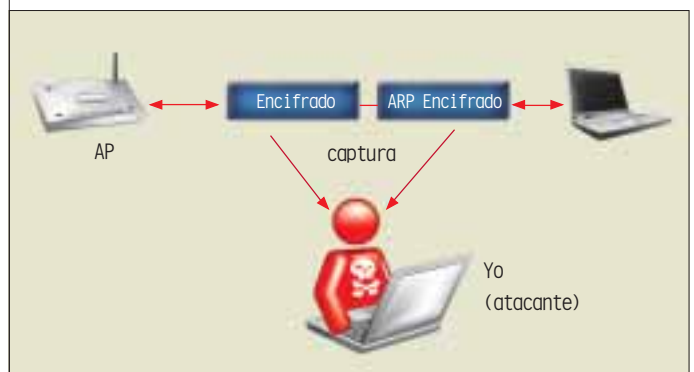 Encifrado
ARP Encifrado
AP
captura
Yo
(atacante)